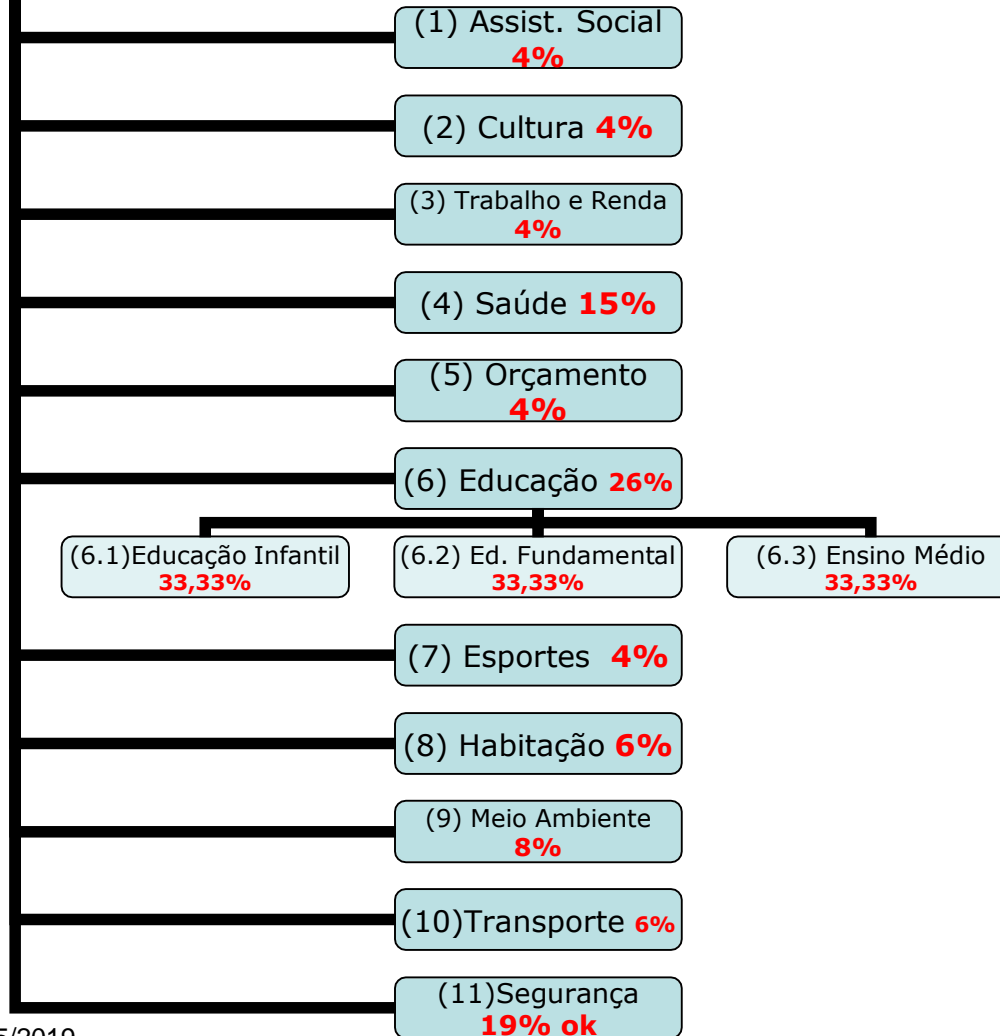 (1) Assist. Social
4%
(2) Cultura 4%
(3) Trabalho e Renda
4%
(4) Saúde 15%
(5) Orçamento
4%
(6) Educação 26%
(6.1)Educação Infantil
33,33%
(6.2) Ed. Fundamental
33,33%
(6.3) Ensino Médio
33,33%
(7) Esportes 4%
(8) Habitação 6%
(9) Meio Ambiente
8%
(10)Transporte 6%
(11)Segurança
19% ok